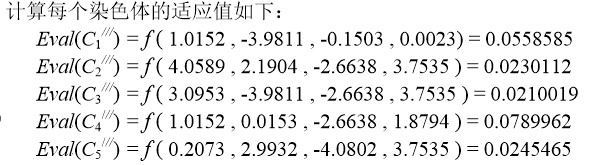 计算每个染色体的适应值如下：
Eval(C₁‴) = f ( 1.0152 , -3.9811 , -0.1503 , 0.0023) = 0.0558585
Eval(C₂‴) = f ( 4.0589 , 2.1904 , -2.6638 , 3.7535 ) = 0.0230112
Eval(C₃‴) = f ( 3.0953 , -3.9811 , -2.6638 , 3.7535 ) = 0.0210019
Eval(C₄‴) = f ( 1.0152 , 0.0153 , -2.6638 , 1.8794 ) = 0.0789962
Eval(C₅‴) = f ( 0.2073 , 2.9932 , -4.0802 , 3.7535 ) = 0.0245465